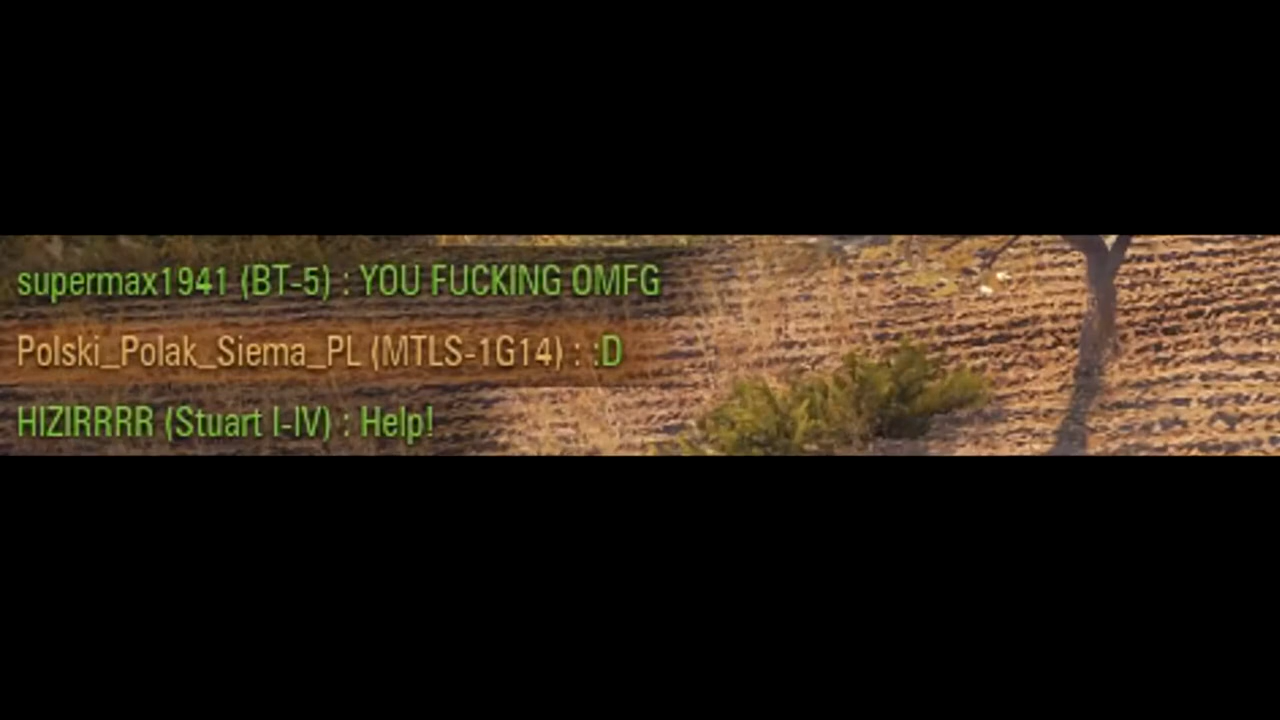 supermax1941 (BT-5) : YOU FUCKING OMFG
Polski_Polak_Siema_PL (MTLS-1G14) : :D
HIZIRRRR (Stuart I-IV) : Help!